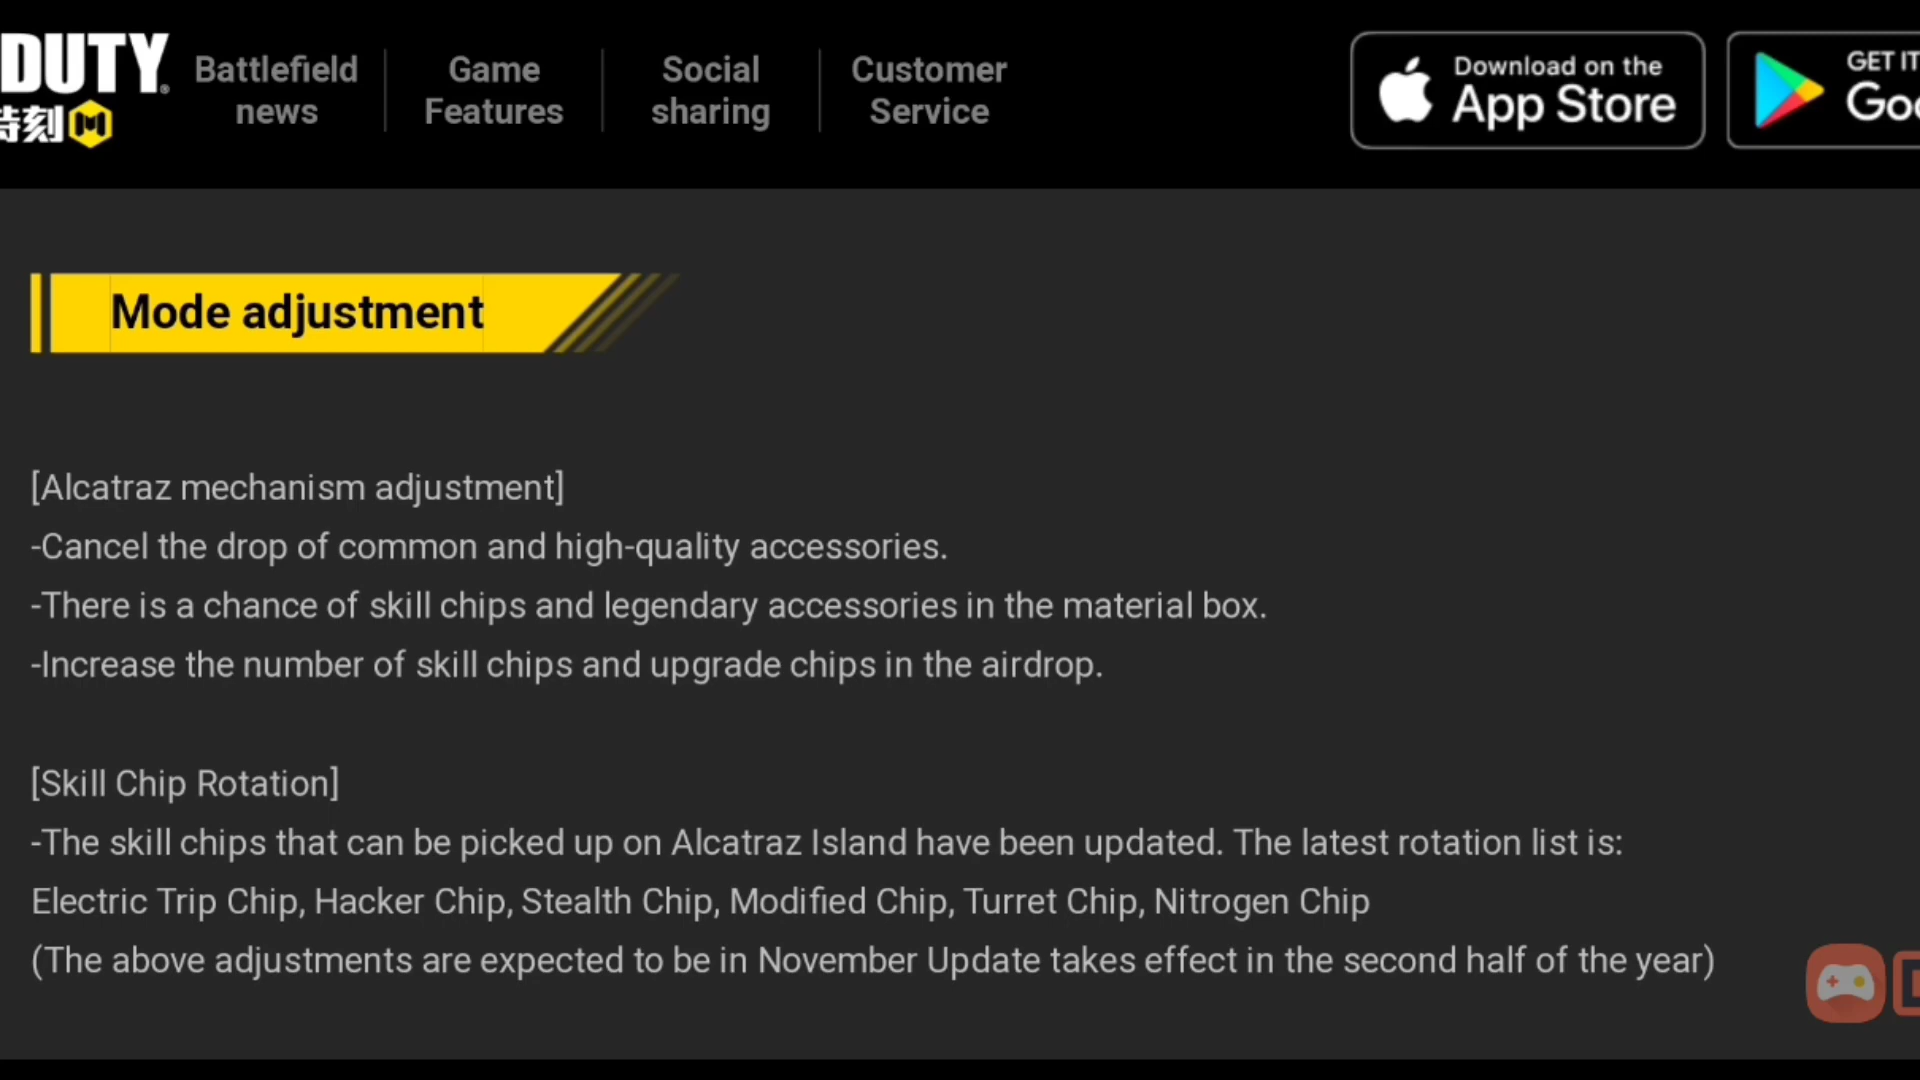 DUTY®
時刻
Battlefield news
Game Features
Social sharing
Customer Service
Download on the
App Store
GET IT
Goo
Mode adjustment
[Alcatraz mechanism adjustment]
-Cancel the drop of common and high-quality accessories.
-There is a chance of skill chips and legendary accessories in the material box.
-Increase the number of skill chips and upgrade chips in the airdrop.
[Skill Chip Rotation]
-The skill chips that can be picked up on Alcatraz Island have been updated. The latest rotation list is:
Electric Trip Chip, Hacker Chip, Stealth Chip, Modified Chip, Turret Chip, Nitrogen Chip
(The above adjustments are expected to be in November Update takes effect in the second half of the year)